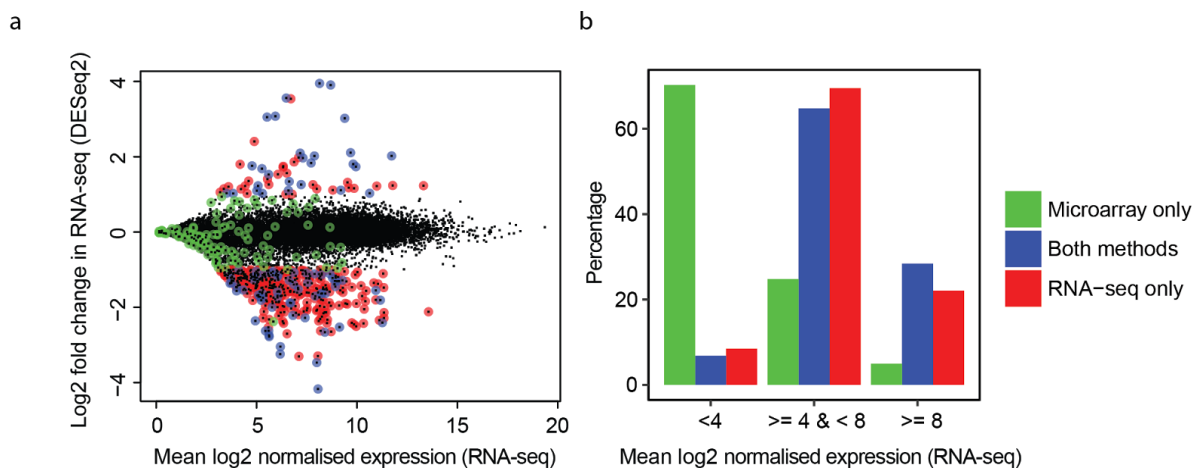 a
b
Log2 fold change in RNA-seq (DESeq2)
4
2
0
−2
−4
0
5
10
15
20
Mean log2 normalised expression (RNA-seq)
Percentage
60
40
20
0
<4
>= 4 & < 8
>= 8
Mean log2 normalised expression (RNA-seq)
Microarray only
Both methods
RNA−seq only